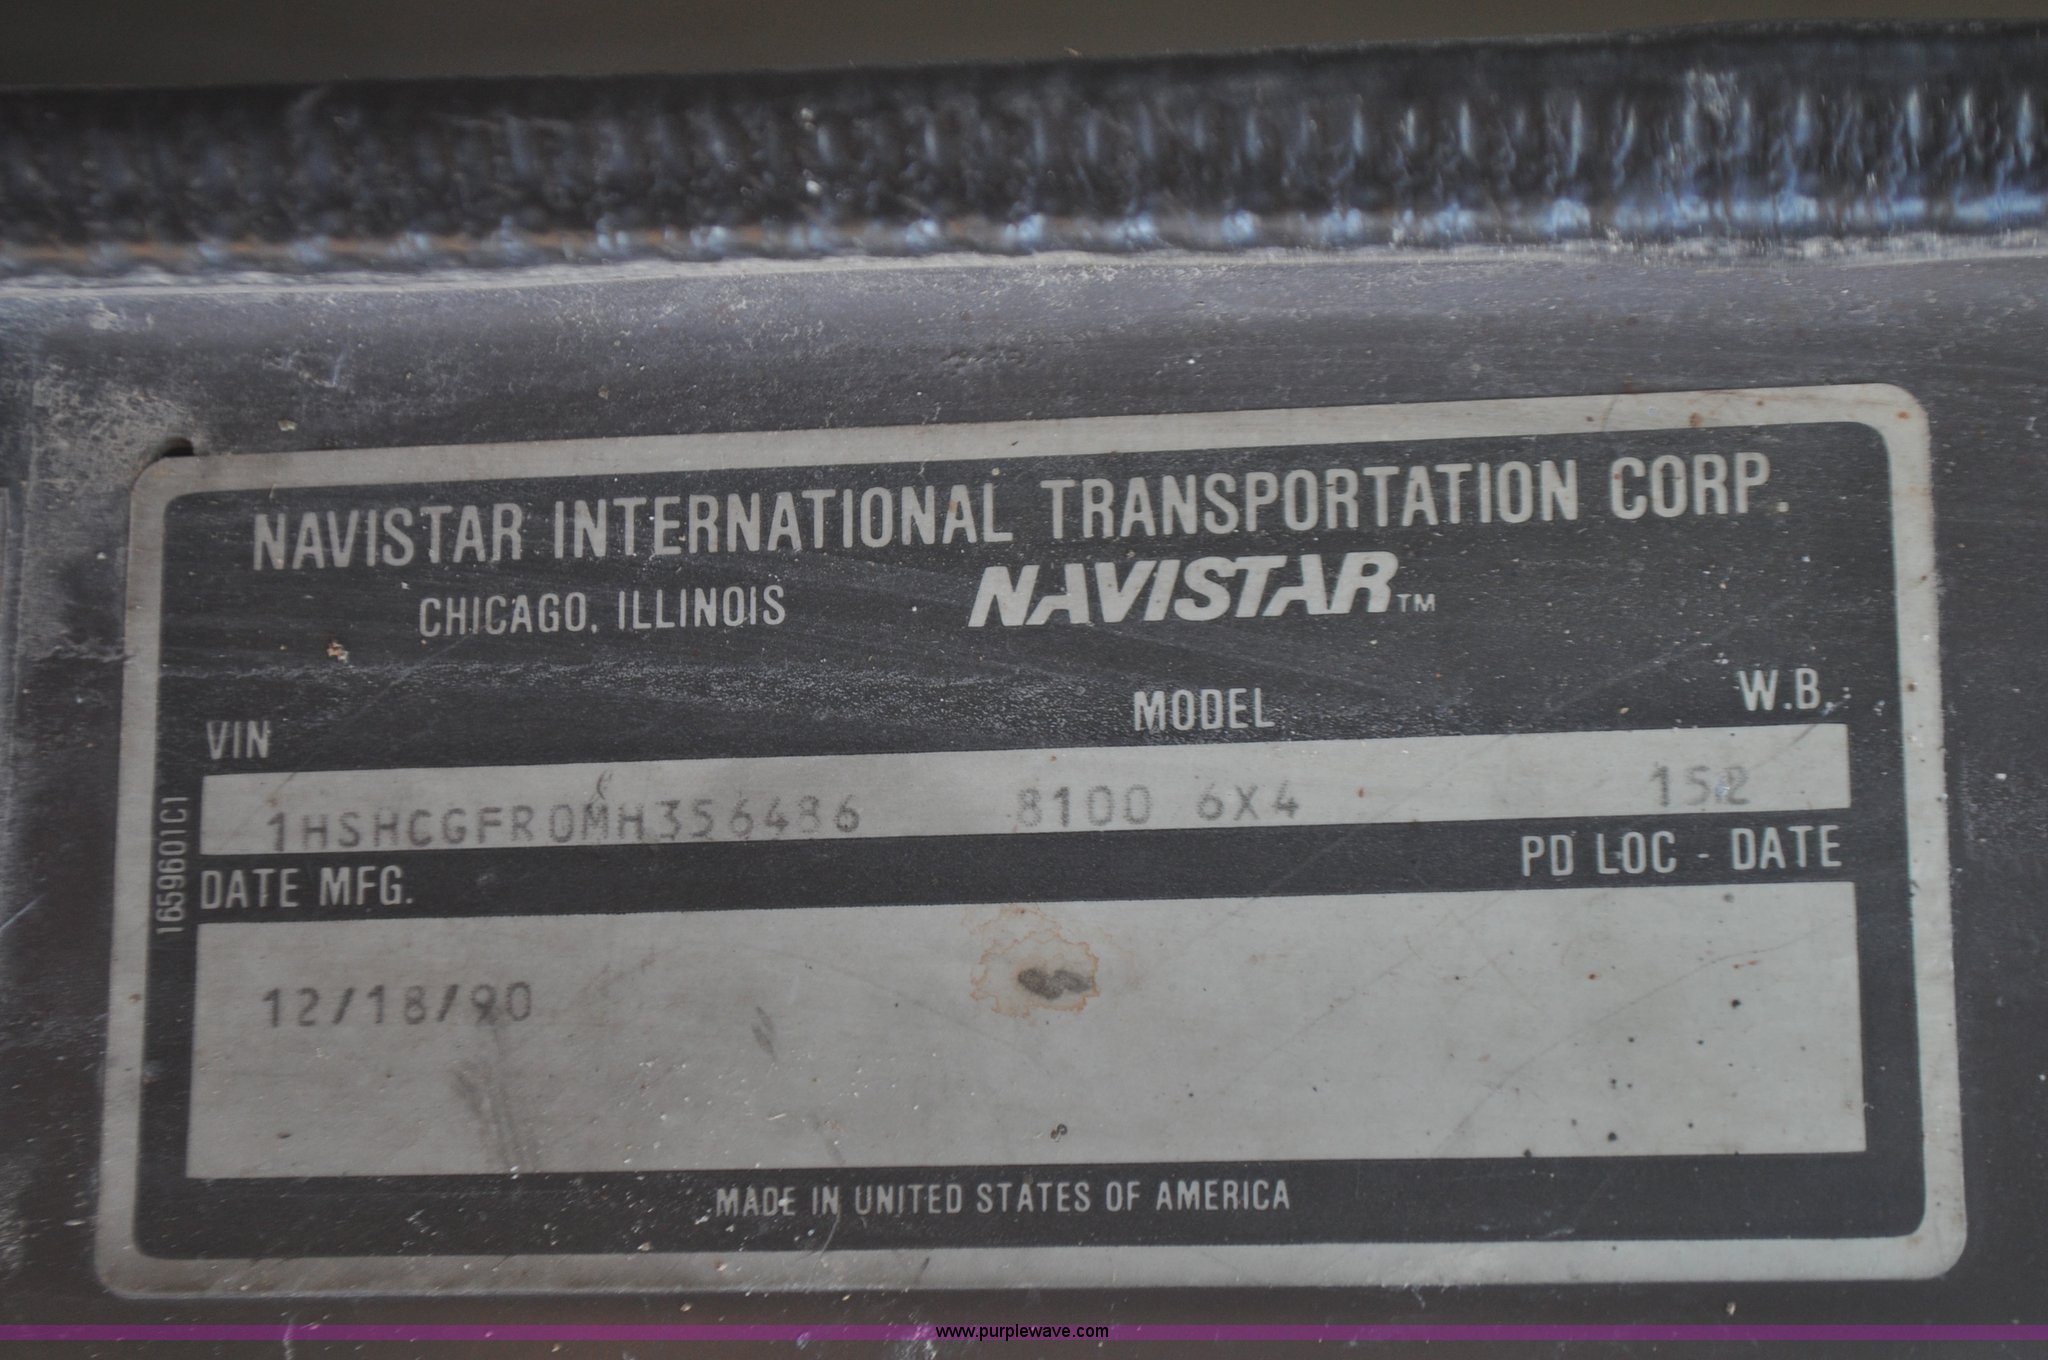 NAVISTAR INTERNATIONAL TRANSPORTATION CORP.
CHICAGO, ILLINOIS NAVISTAR™
VIN MODEL W.B.
1HSHCGFR0MH356486 8100 6X4 152
DATE MFG. PD LOC - DATE
12/18/90
1659601C1
MADE IN UNITED STATES OF AMERICA
www.purplewave.com